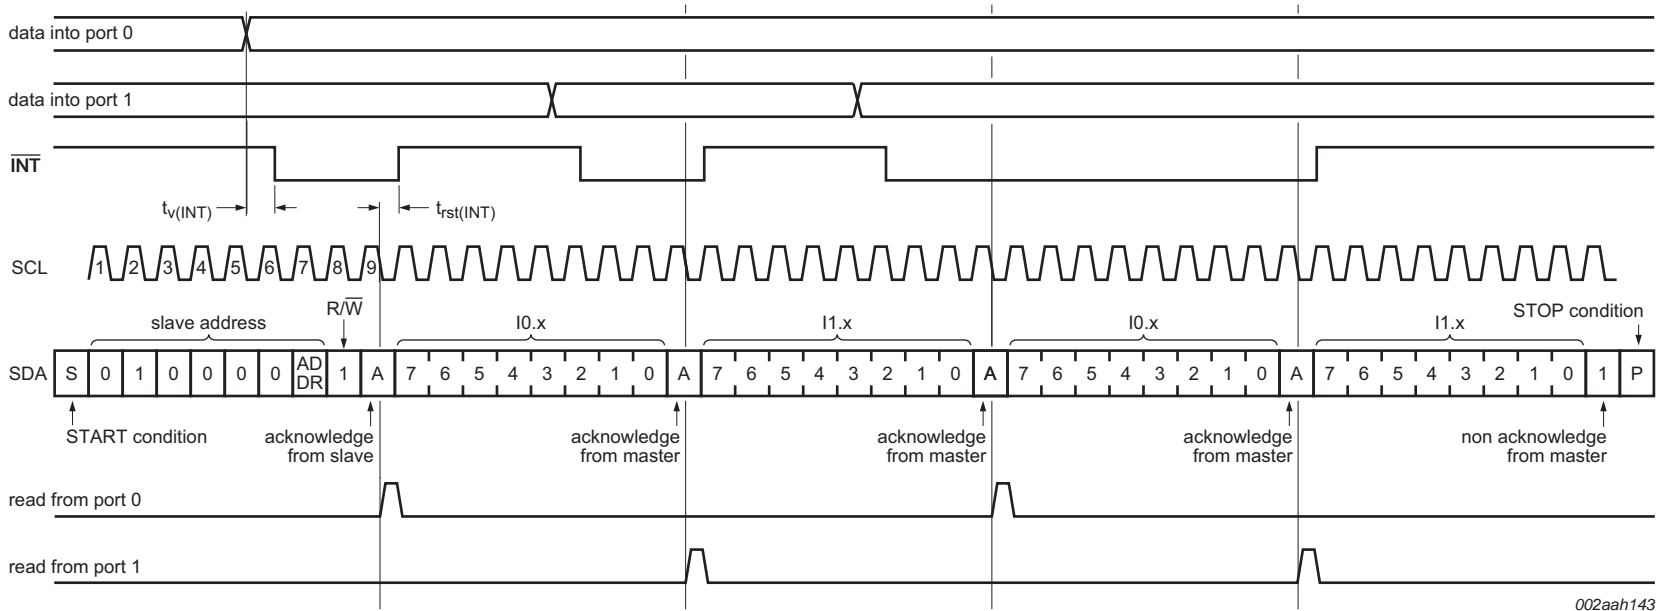 data into port 0
data into port 1
INT
tv(INT)
trst(INT)
SCL
1 2 3 4 5 6 7 8 9
R/W
STOP condition
slave address
I0.x
I1.x
I0.x
I1.x
SDA S 0 1 0 0 0 0 AD DR 1 A 7 6 5 4 3 2 1 0 A 7 6 5 4 3 2 1 0 A 7 6 5 4 3 2 1 0 A 7 6 5 4 3 2 1 0 1 P
START condition
acknowledge
from slave
acknowledge
from master
acknowledge
from master
acknowledge
from master
non acknowledge
from master
read from port 0
read from port 1
002aah143